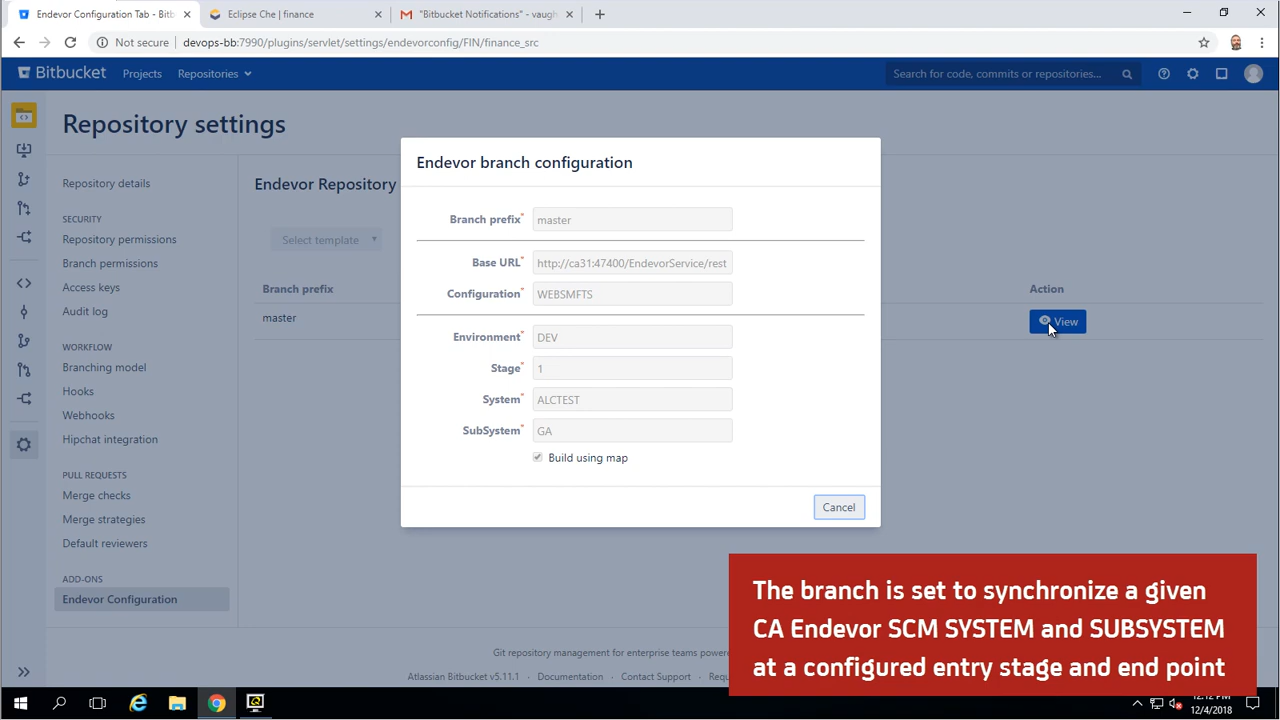 Endevor Configuration Tab - Bitb
Eclipse Che | finance
"Bitbucket Notifications" - vaugh
Not secure
devops-bb:7990/plugins/servlet/settings/endevorconfig/FIN/finance_src
Bitbucket
Projects
Repositories
Search for code, commits or repositories...
Repository settings
Repository details
SECURITY
Repository permissions
Branch permissions
Access keys
Audit log
WORKFLOW
Branching model
Hooks
Webhooks
Hipchat integration
PULL REQUESTS
Merge checks
Merge strategies
Default reviewers
ADD-ONS
Endevor Configuration
Endevor Repository
Select template
Branch prefix
Action
master
View
Endevor branch configuration
Branch prefix* master
Base URL* http://ca31:47400/EndevorService/rest
Configuration* WEBSMFTS
Environment* DEV
Stage* 1
System* ALCTEST
SubSystem* GA
Build using map
Cancel
The branch is set to synchronize a given
CA Endevor SCM SYSTEM and SUBSYSTEM
at a configured entry stage and end point
Git repository management for enterprise teams powe
Atlassian Bitbucket v5.11.1 · Documentation · Contact Support · Req
12:12 PM
12/4/2018